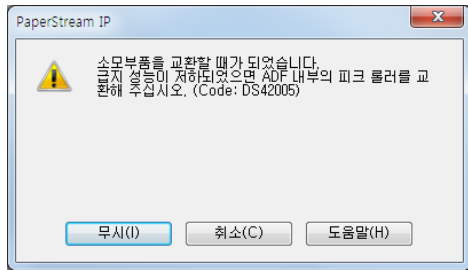 PaperStream IP
소모부품을 교환할 때가 되었습니다.
급지 성능이 저하되었으면 ADF 내부의 피크 롤러를 교
환해 주십시오. (Code: DS42005)
무시(I)
취소(C)
도움말(H)